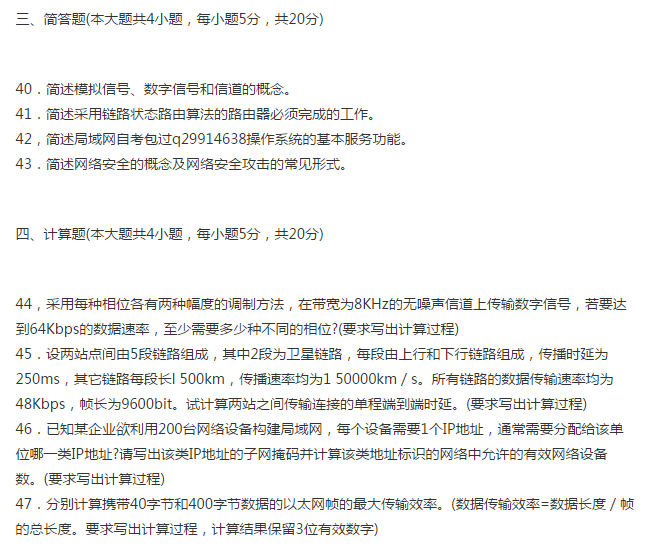 三、简答题(本大题共4小题，每小题5分，共20分)
40．简述模拟信号、数字信号和信道的概念。
41．简述采用链路状态路由算法的路由器必须完成的工作。
42，简述局域网自考包过q29914638操作系统的基本服务功能。
43．简述网络安全的概念及网络安全攻击的常见形式。
四、计算题(本大题共4小题，每小题5分，共20分)
44，采用每种相位各有两种幅度的调制方法，在带宽为8KHz的无噪声信道上传输数字信号，若要达
到64Kbps的数据速率，至少需要多少种不同的相位?(要求写出计算过程)
45．设两站点间由5段链路组成，其中2段为卫星链路，每段由上行和下行链路组成，传播时延为
250ms，其它链路每段长l 500km，传播速率均为1 50000km／s。所有链路的数据传输速率均为
48Kbps，帧长为9600bit。试计算两站之间传输连接的单程端到端时延。(要求写出计算过程)
46．已知某企业欲利用200台网络设备构建局域网，每个设备需要1个IP地址，通常需要分配给该单
位哪一类IP地址?请写出该类IP地址的子网掩码并计算该类地址标识的网络中允许的有效网络设备
数。(要求写出计算过程)
47．分别计算携带40字节和400字节数据的以太网帧的最大传输效率。(数据传输效率=数据长度／帧
的总长度。要求写出计算过程，计算结果保留3位有效数字)